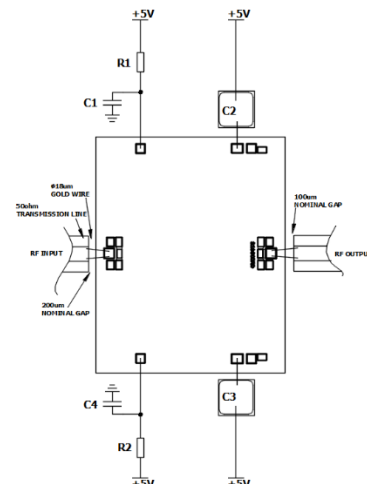 +5V
+5V
R1
C1
C2
Φ18um
GOLD WIRE
50ohm
TRANSMISSION LINE
100um
NOMINAL GAP
RF INPUT
RF OUTPUT
200um
NOMINAL GAP
C4
C3
R2
+5V
+5V